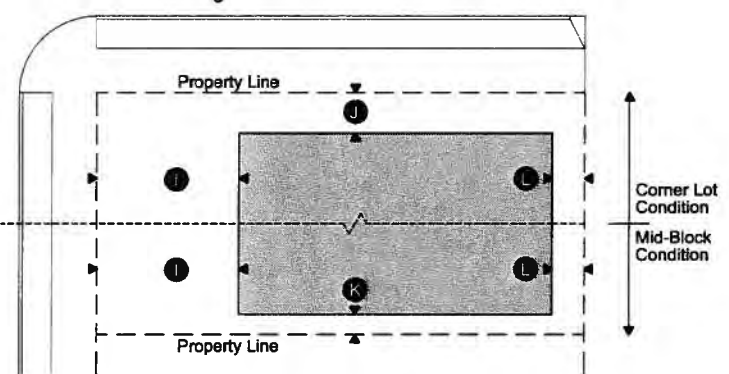 Property Line
J
I
L
Corner Lot
Condition
Mid-Block
Condition
I
L
K
Property Line